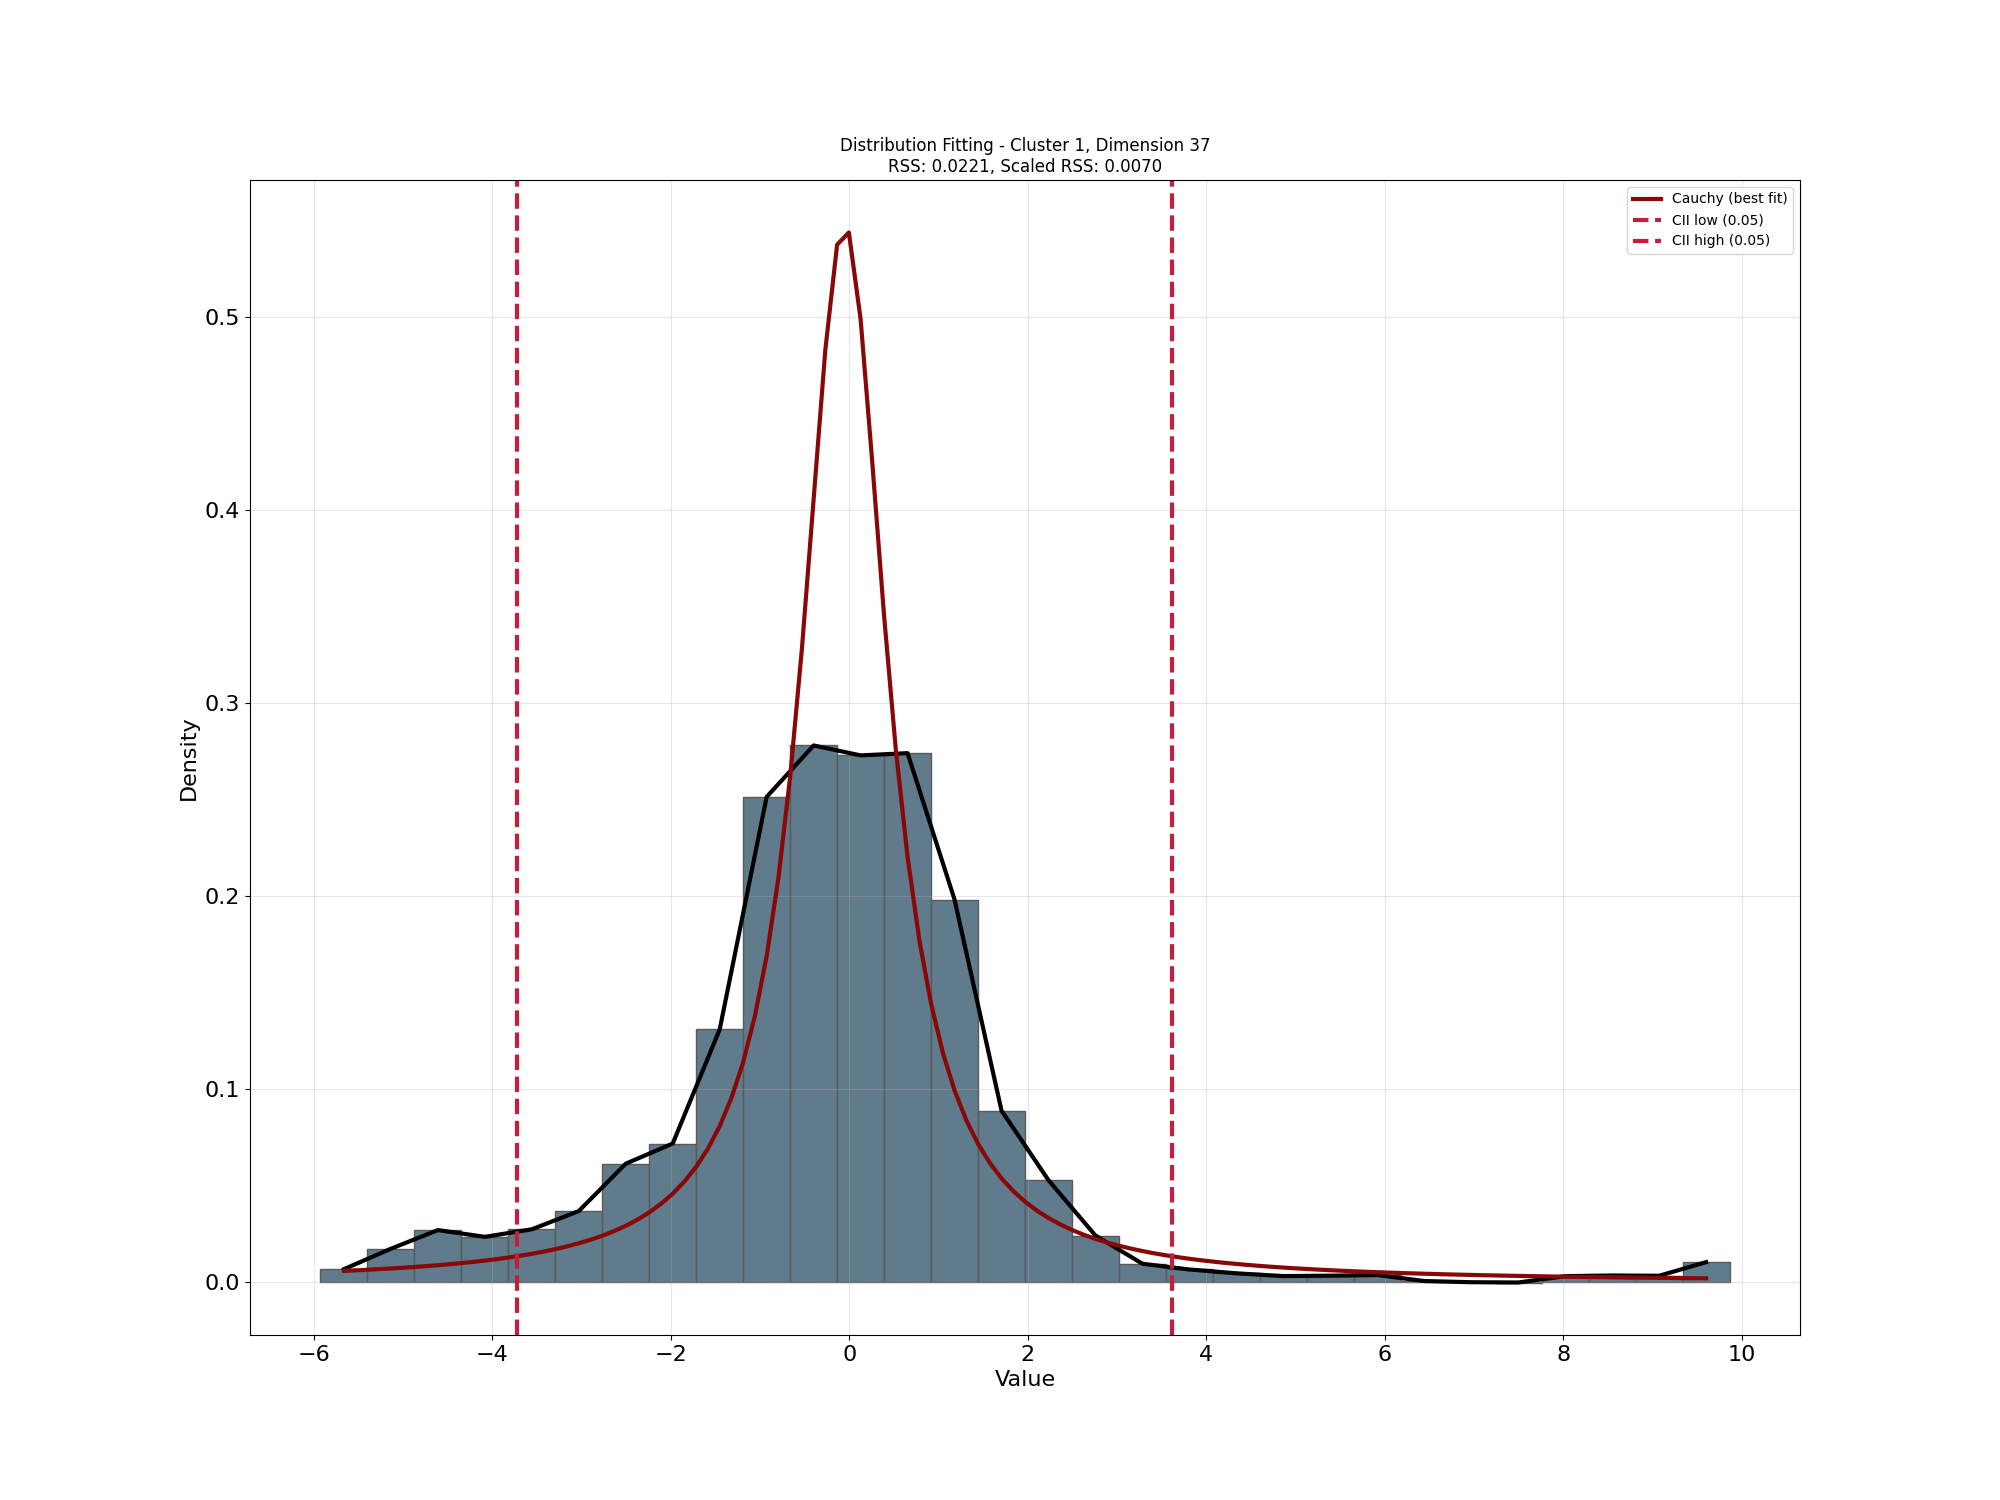 Distribution Fitting - Cluster 1, Dimension 37
RSS: 0.0221, Scaled RSS: 0.0070
Cauchy (best fit)
CII low (0.05)
CII high (0.05)
0.5
0.4
0.3
0.2
0.1
0.0
Density
−6 −4 −2 0 2 4 6 8 10
Value